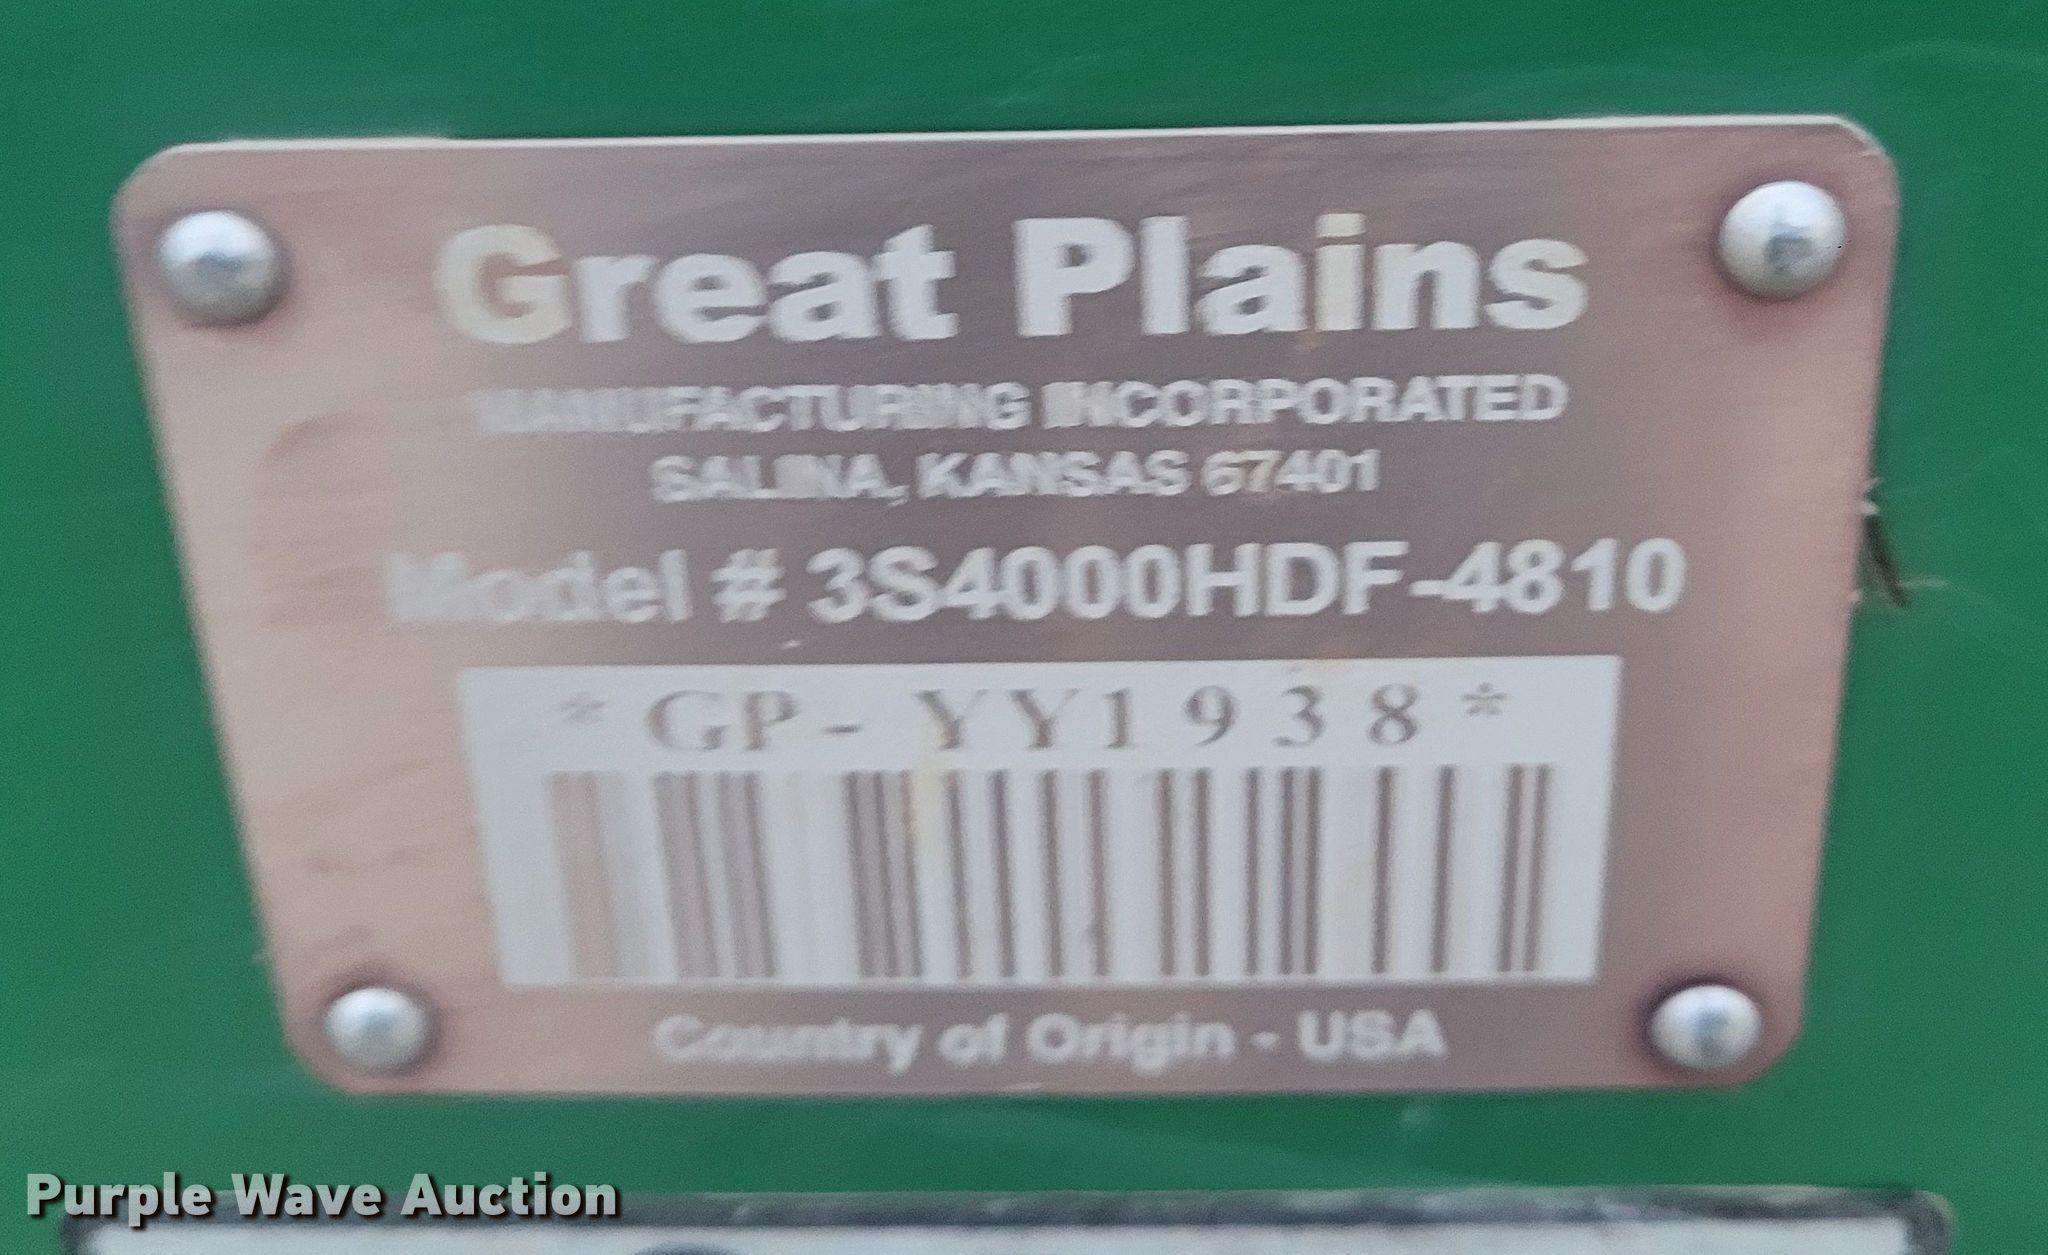 Great Plains
MANUFACTURING INCORPORATED
SALINA, KANSAS 67401
Model # 3S4000HDF-4810
*GP-YY1938*
Country of Origin - USA
Purple Wave Auction